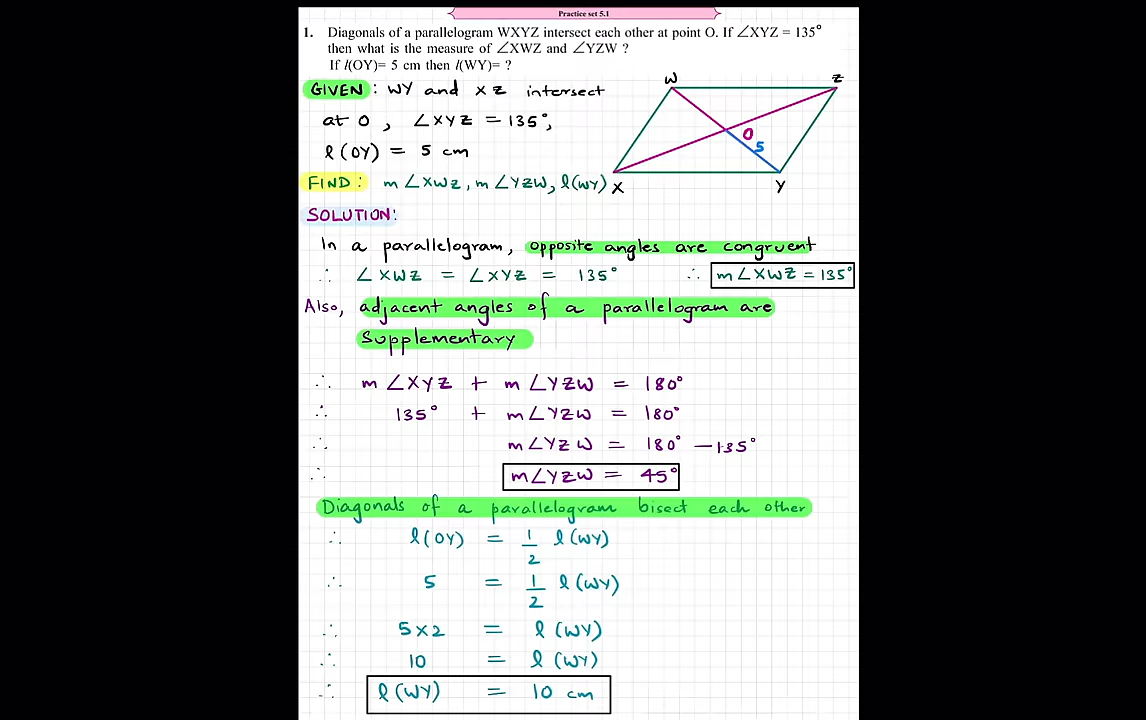 Practice set 5.1
1. Diagonals of a parallelogram WXYZ intersect each other at point O. If ∠XYZ = 135°
then what is the measure of ∠XWZ and ∠YZW ?
If l(OY)= 5 cm then l(WY)= ?
GIVEN : WY and XZ intersect
at O , ∠XYZ = 135°,
l(OY) = 5 cm
FIND : m∠XWZ, m∠YZW, l(WY)
W Z
O
5
X Y
SOLUTION:
In a parallelogram, opposite angles are congruent
∴ ∠XWZ = ∠XYZ = 135° ∴ m∠XWZ = 135°
Also, adjacent angles of a parallelogram are
supplementary
∴ m∠XYZ + m∠YZW = 180°
∴ 135° + m∠YZW = 180°
∴ m∠YZW = 180° - 135°
∴ m∠YZW = 45°
Diagonals of a parallelogram bisect each other
∴ l(OY) = 1/2 l(WY)
∴ 5 = 1/2 l(WY)
∴ 5×2 = l(WY)
∴ 10 = l(WY)
∴ l(WY) = 10 cm